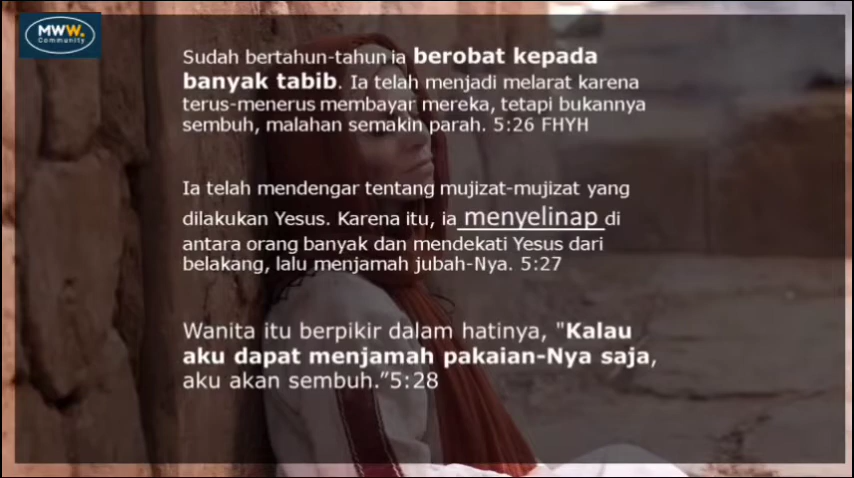 MWW.
Community
Sudah bertahun-tahun ia berobat kepada
banyak tabib. Ia telah menjadi melarat karena
terus-menerus membayar mereka, tetapi bukannya
sembuh, malahan semakin parah. 5:26 FHYH
Ia telah mendengar tentang mujizat-mujizat yang
dilakukan Yesus. Karena itu, ia menyelinap di
antara orang banyak dan mendekati Yesus dari
belakang, lalu menjamah jubah-Nya. 5:27
Wanita itu berpikir dalam hatinya, "Kalau
aku dapat menjamah pakaian-Nya saja,
aku akan sembuh.”5:28